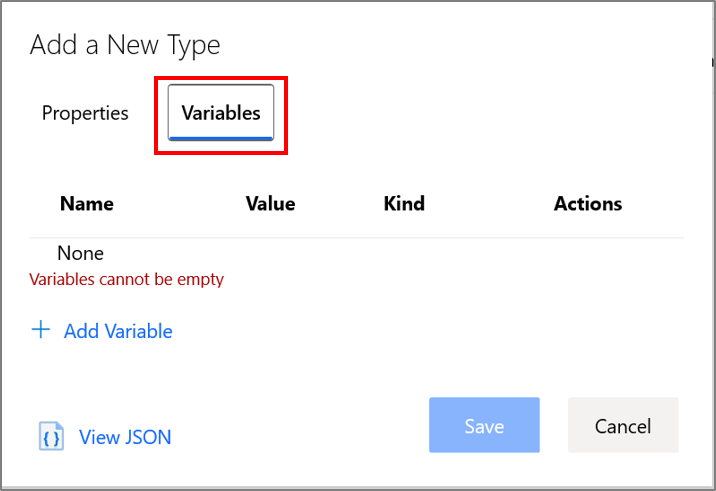 Add a New Type
Properties Variables
Name Value Kind Actions
None
Variables cannot be empty
+ Add Variable
{} View JSON Save Cancel